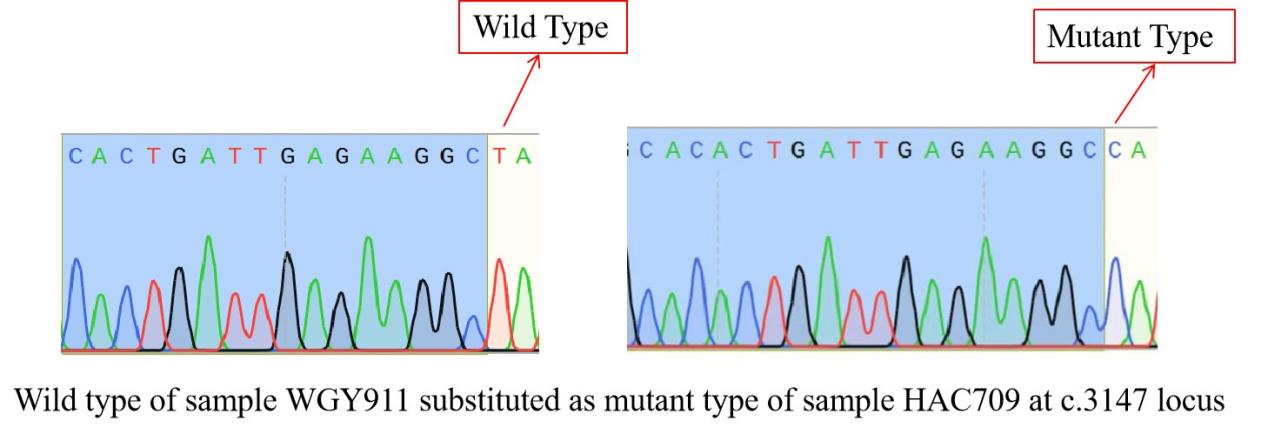 Wild Type
Mutant Type
C A C T G A T T G A G A A G G C T A
G C A C A C T G A T T G A G A A G G C C A
Wild type of sample WGY911 substituted as mutant type of sample HAC709 at c.3147 locus